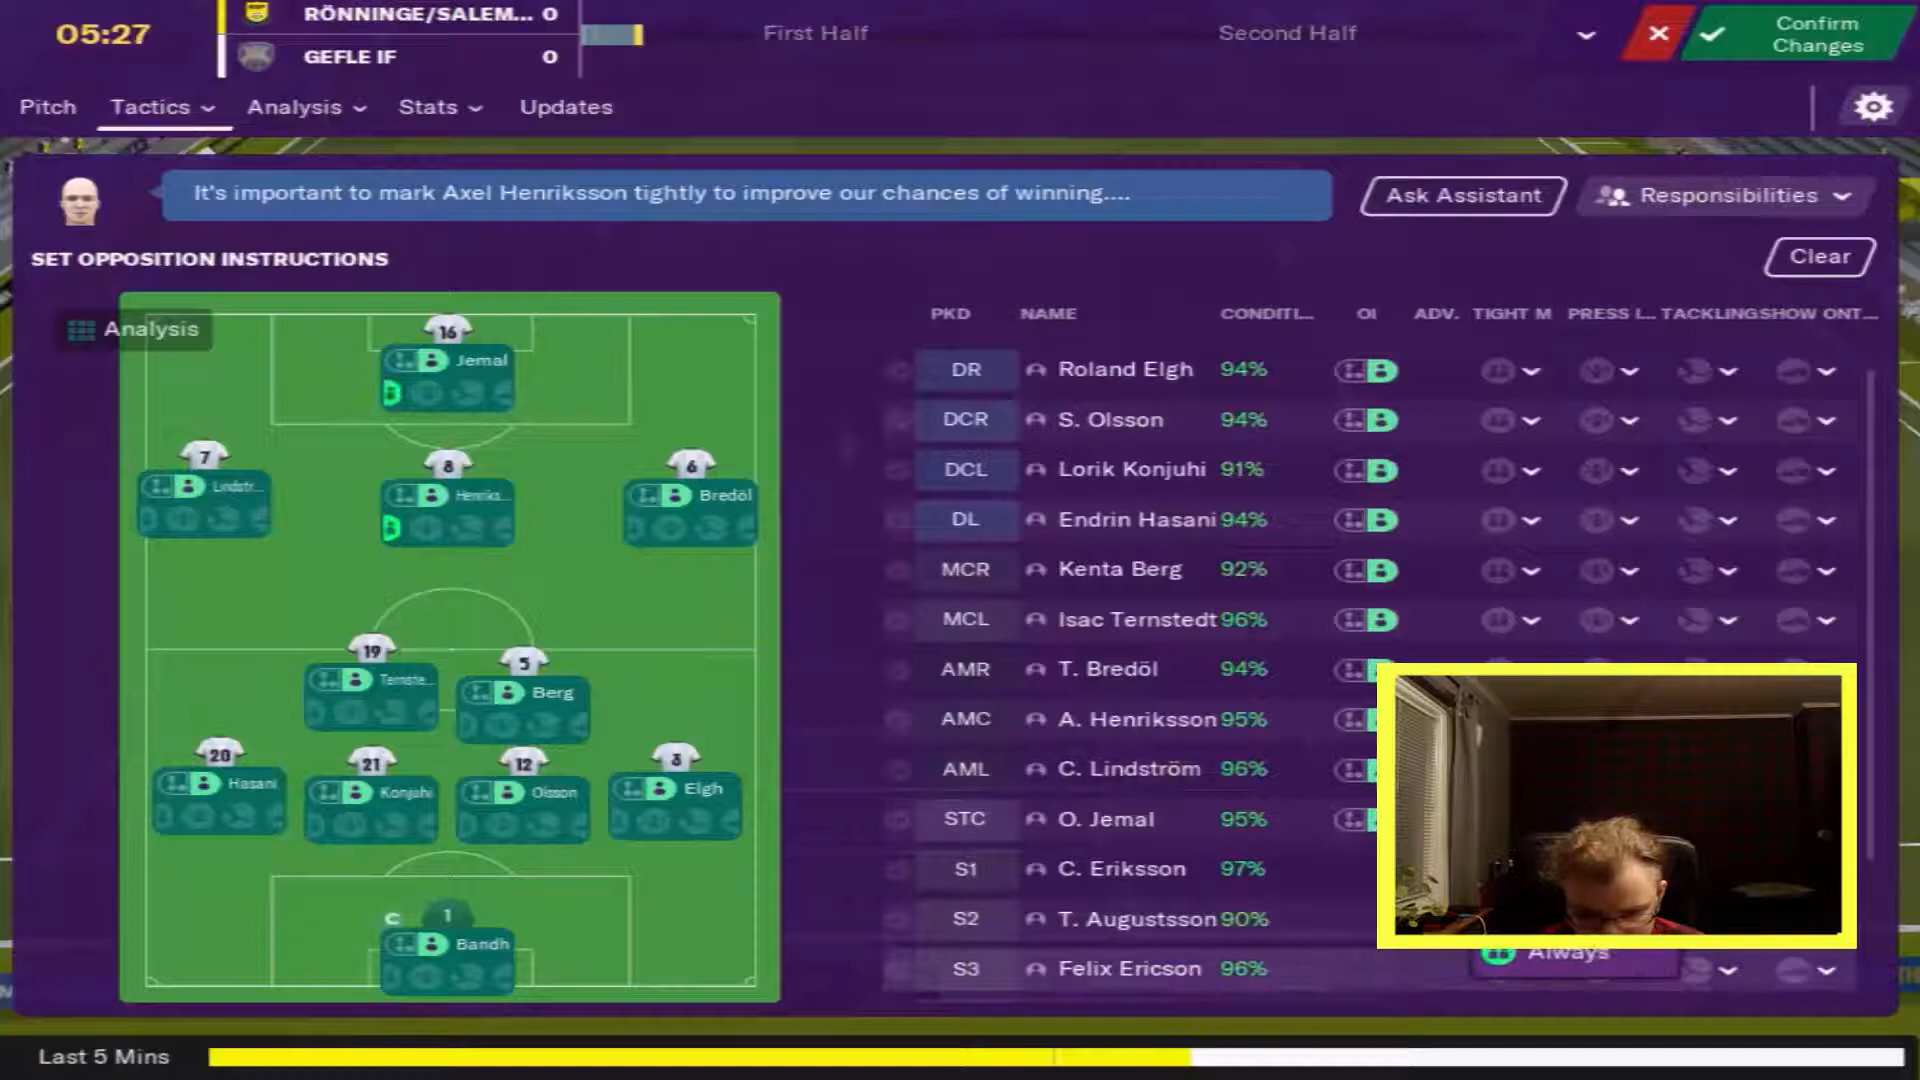 05:27
RÖNNINGE/SALEM... 0
GEFLE IF 0
First Half
Second Half
Confirm Changes
Pitch
Tactics
Analysis
Stats
Updates
It's important to mark Axel Henriksson tightly to improve our chances of winning....
Ask Assistant
Responsibilities
SET OPPOSITION INSTRUCTIONS
Clear
Analysis
16
Jemal
7
Lindstr...
8
Henriks...
6
Bredöl
19
Ternste...
5
Berg
20
Hasani
21
Konjuhi
12
Olsson
3
Elgh
C 1
Bandh
PKD NAME CONDITI... OI ADV. TIGHT M PRESS I... TACKLING SHOW ONT...
DR Roland Elgh 94%
DCR S. Olsson 94%
DCL Lorik Konjuhi 91%
DL Endrin Hasani 94%
MCR Kenta Berg 92%
MCL Isac Ternstedt 96%
AMR T. Bredöl 94%
AMC A. Henriksson 95%
AML C. Lindström 96%
STC O. Jemal 95%
S1 C. Eriksson 97%
S2 T. Augustsson 90%
S3 Felix Ericson 96%
Always
Last 5 Mins